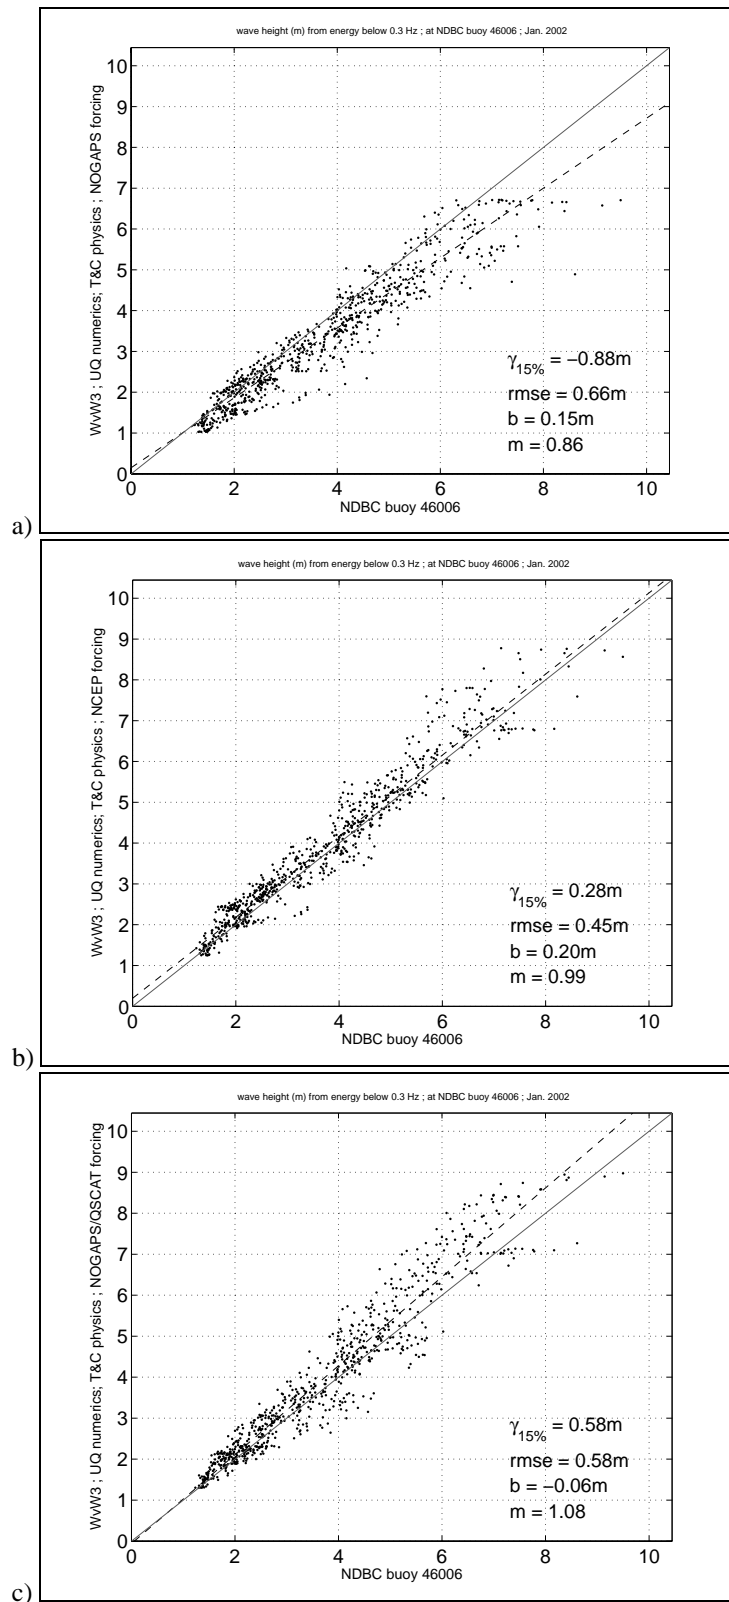 wave height (m) from energy below 0.3 Hz ; at NDBC buoy 46006 ; Jan. 2002
WvW3 ; UQ numerics; T&C physics ; NOGAPS forcing
10
9
8
7
6
5
4
3
2
1
0
γ15% = −0.88m
rmse = 0.66m
b = 0.15m
m = 0.86
0 2 4 6 8 10
NDBC buoy 46006
a)
wave height (m) from energy below 0.3 Hz ; at NDBC buoy 46006 ; Jan. 2002
WvW3 ; UQ numerics; T&C physics ; NCEP forcing
10
9
8
7
6
5
4
3
2
1
0
γ15% = 0.28m
rmse = 0.45m
b = 0.20m
m = 0.99
0 2 4 6 8 10
NDBC buoy 46006
b)
wave height (m) from energy below 0.3 Hz ; at NDBC buoy 46006 ; Jan. 2002
WvW3 ; UQ numerics; T&C physics ; NOGAPS/QSCAT forcing
10
9
8
7
6
5
4
3
2
1
0
γ15% = 0.58m
rmse = 0.58m
b = −0.06m
m = 1.08
0 2 4 6 8 10
NDBC buoy 46006
c)